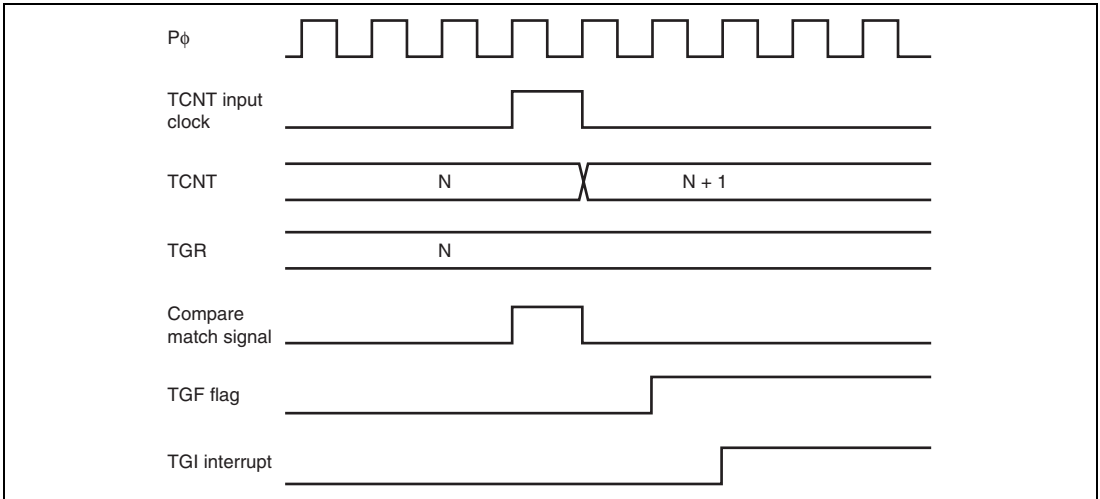 Pϕ
TCNT input
clock
TCNT
N
N + 1
TGR
N
Compare
match signal
TGF flag
TGI interrupt